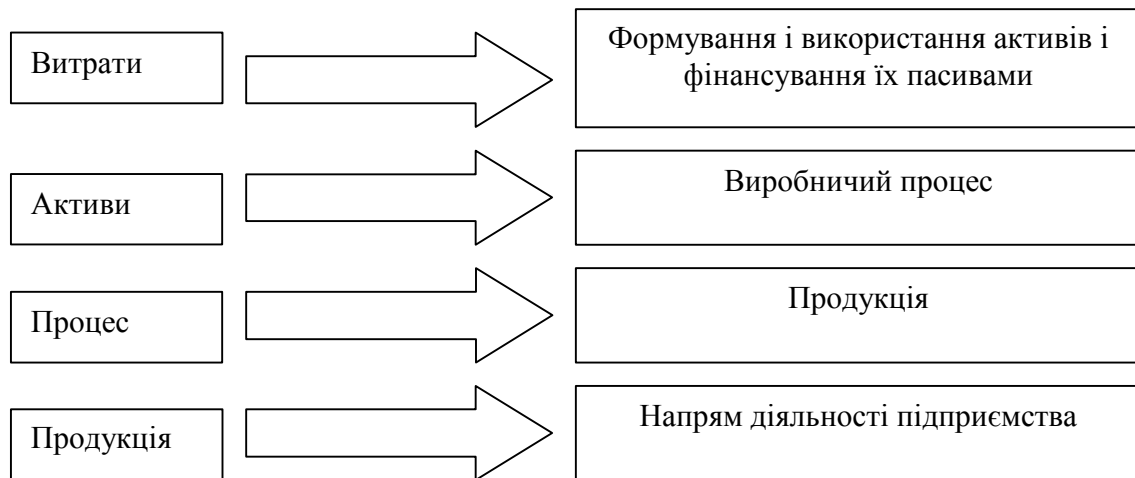 Витрати
Формування і використання активів і
фінансування їх пасивами
Активи
Виробничий процес
Процес
Продукція
Продукція
Напрям діяльності підприємства